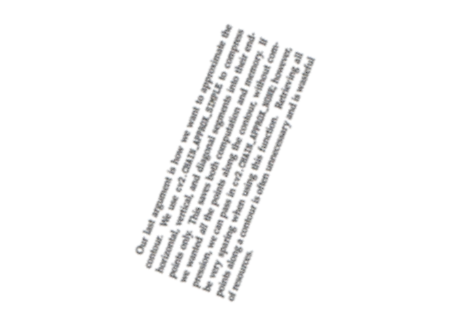 Our last argument is how we want to approximate the
contour. We use cv2.CHAIN_APPROX_SIMPLE to compress
horizontal, vertical, and diagonal segments into their end-
points only. This saves both computation and memory. If
we wanted all the points along the contour, without com-
pression, we can pass in cv2.CHAIN_APPROX_NONE; however,
be very sparing when using this function. Retrieving all
points along a contour is often unnecessary and is wasteful
of resources.